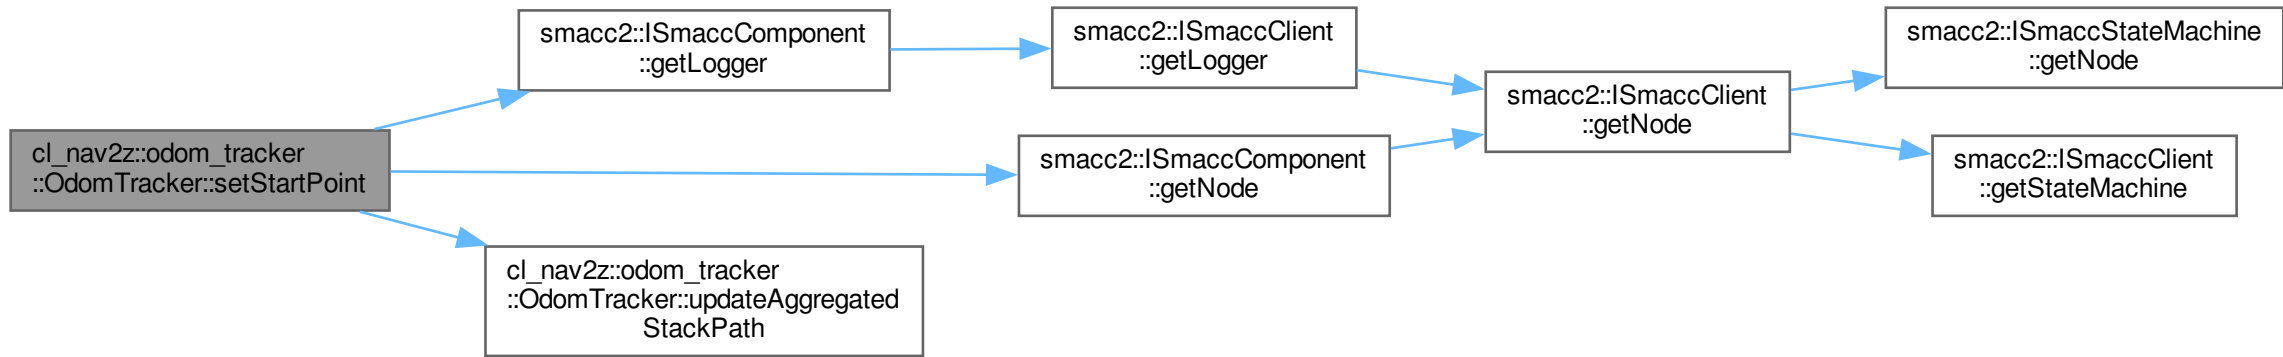 cl_nav2z::odom_tracker
::OdomTracker::setStartPoint
smacc2::ISmaccComponent
::getLogger
smacc2::ISmaccClient
::getLogger
smacc2::ISmaccClient
::getNode
smacc2::ISmaccStateMachine
::getNode
smacc2::ISmaccClient
::getStateMachine
smacc2::ISmaccComponent
::getNode
cl_nav2z::odom_tracker
::OdomTracker::updateAggregated
StackPath